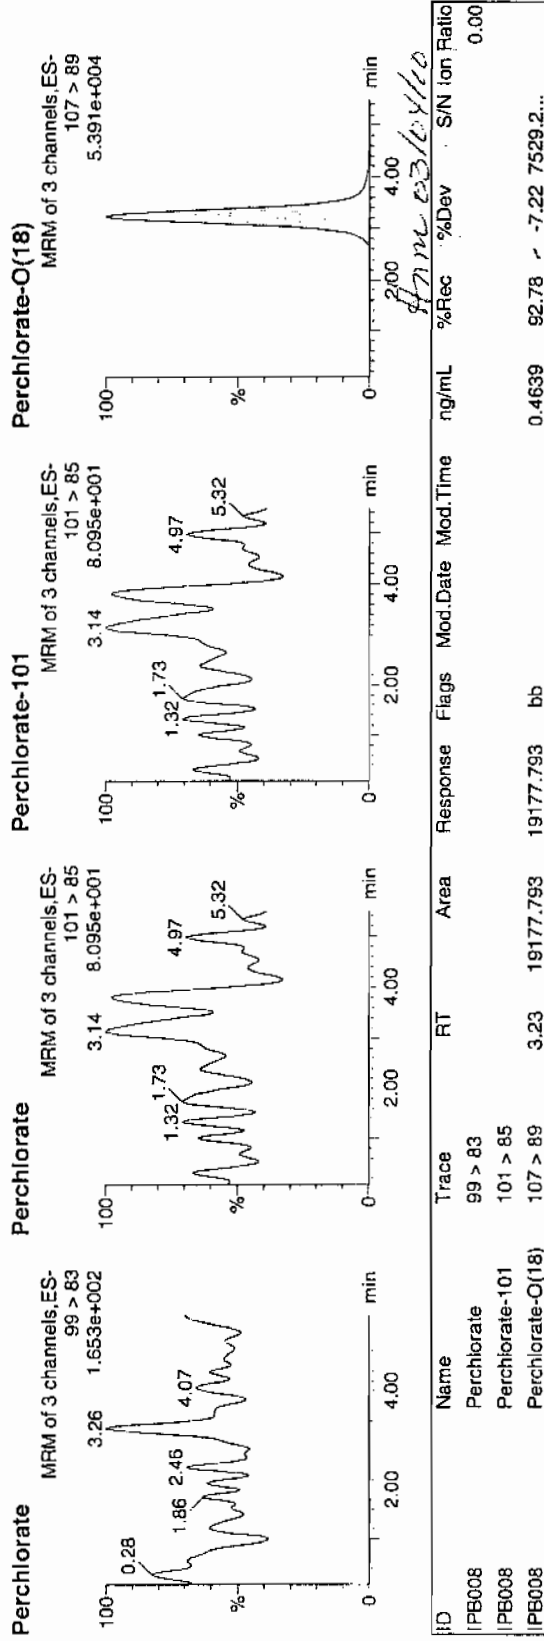 Perchlorate
MRM of 3 channels,ES-
99 > 83
1.653e+002
100
%
0
0.28
1.86
2.46
3.26
4.07
2.00
4.00
min
Perchlorate
MRM of 3 channels,ES-
101 > 85
8.095e+001
100
%
0
1.32
1.73
3.14
4.97
5.32
2.00
4.00
min
Perchlorate-101
MRM of 3 channels,ES-
101 > 85
8.095e+001
100
%
0
1.32
1.73
3.14
4.97
5.32
2.00
4.00
min
Perchlorate-O(18)
MRM of 3 channels,ES-
107 > 89
5.391e+004
100
%
0
2.00
4.00
min
03/04/10
ID Name Trace RT Area Response Flags Mod.Date Mod.Time ng/mL %Rec %Dev S/N Ion Ratio
IPB008 Perchlorate 99 > 83 0.00
IPB008 Perchlorate-101 101 > 85
IPB008 Perchlorate-O(18) 107 > 89 3.23 19177.793 19177.793 bb 0.4639 92.78 -7.22 7529.2...